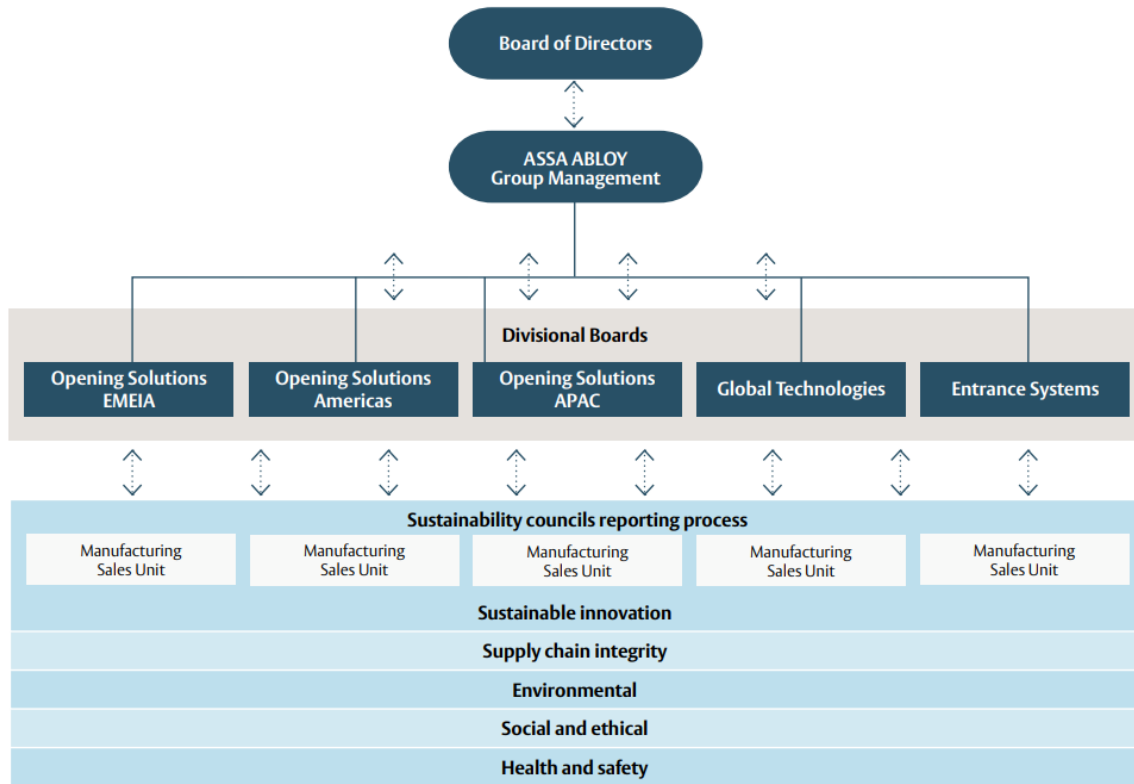 Board of Directors
ASSA ABLOY
Group Management
Divisional Boards
Opening Solutions
EMEIA
Opening Solutions
Americas
Opening Solutions
APAC
Global Technologies
Entrance Systems
Sustainability councils reporting process
Manufacturing
Sales Unit
Manufacturing
Sales Unit
Manufacturing
Sales Unit
Manufacturing
Sales Unit
Manufacturing
Sales Unit
Sustainable innovation
Supply chain integrity
Environmental
Social and ethical
Health and safety